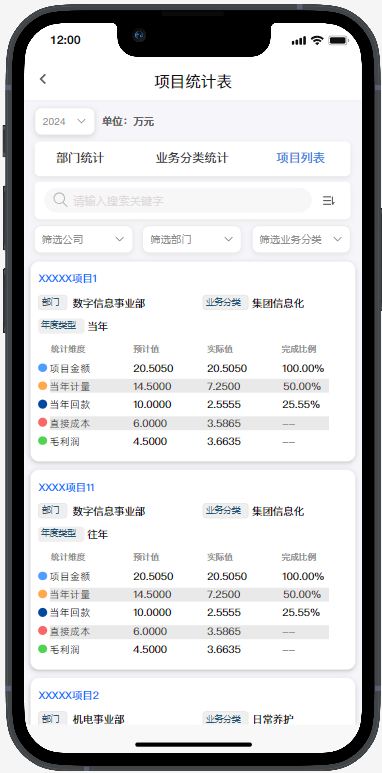 12:00
项目统计表
2024 单位：万元
部门统计 业务分类统计 项目列表
请输入搜索关键字
筛选公司 筛选部门 筛选业务分类
XXXXX项目1
部门 数字信息事业部 业务分类 集团信息化
年度类型 当年
统计维度 预计值 实际值 完成比例
项目金额 20.5050 20.5050 100.00%
当年计量 14.5000 7.2500 50.00%
当年回款 10.0000 2.5555 25.55%
直接成本 6.0000 3.5865 ——
毛利润 4.5000 3.6635 ——
XXXX项目11
部门 数字信息事业部 业务分类 集团信息化
年度类型 往年
统计维度 预计值 实际值 完成比例
项目金额 20.5050 20.5050 100.00%
当年计量 14.5000 7.2500 50.00%
当年回款 10.0000 2.5555 25.55%
直接成本 6.0000 3.5865 ——
毛利润 4.5000 3.6635 ——
XXXXX项目2
部门 机电事业部 业务分类 日常养护